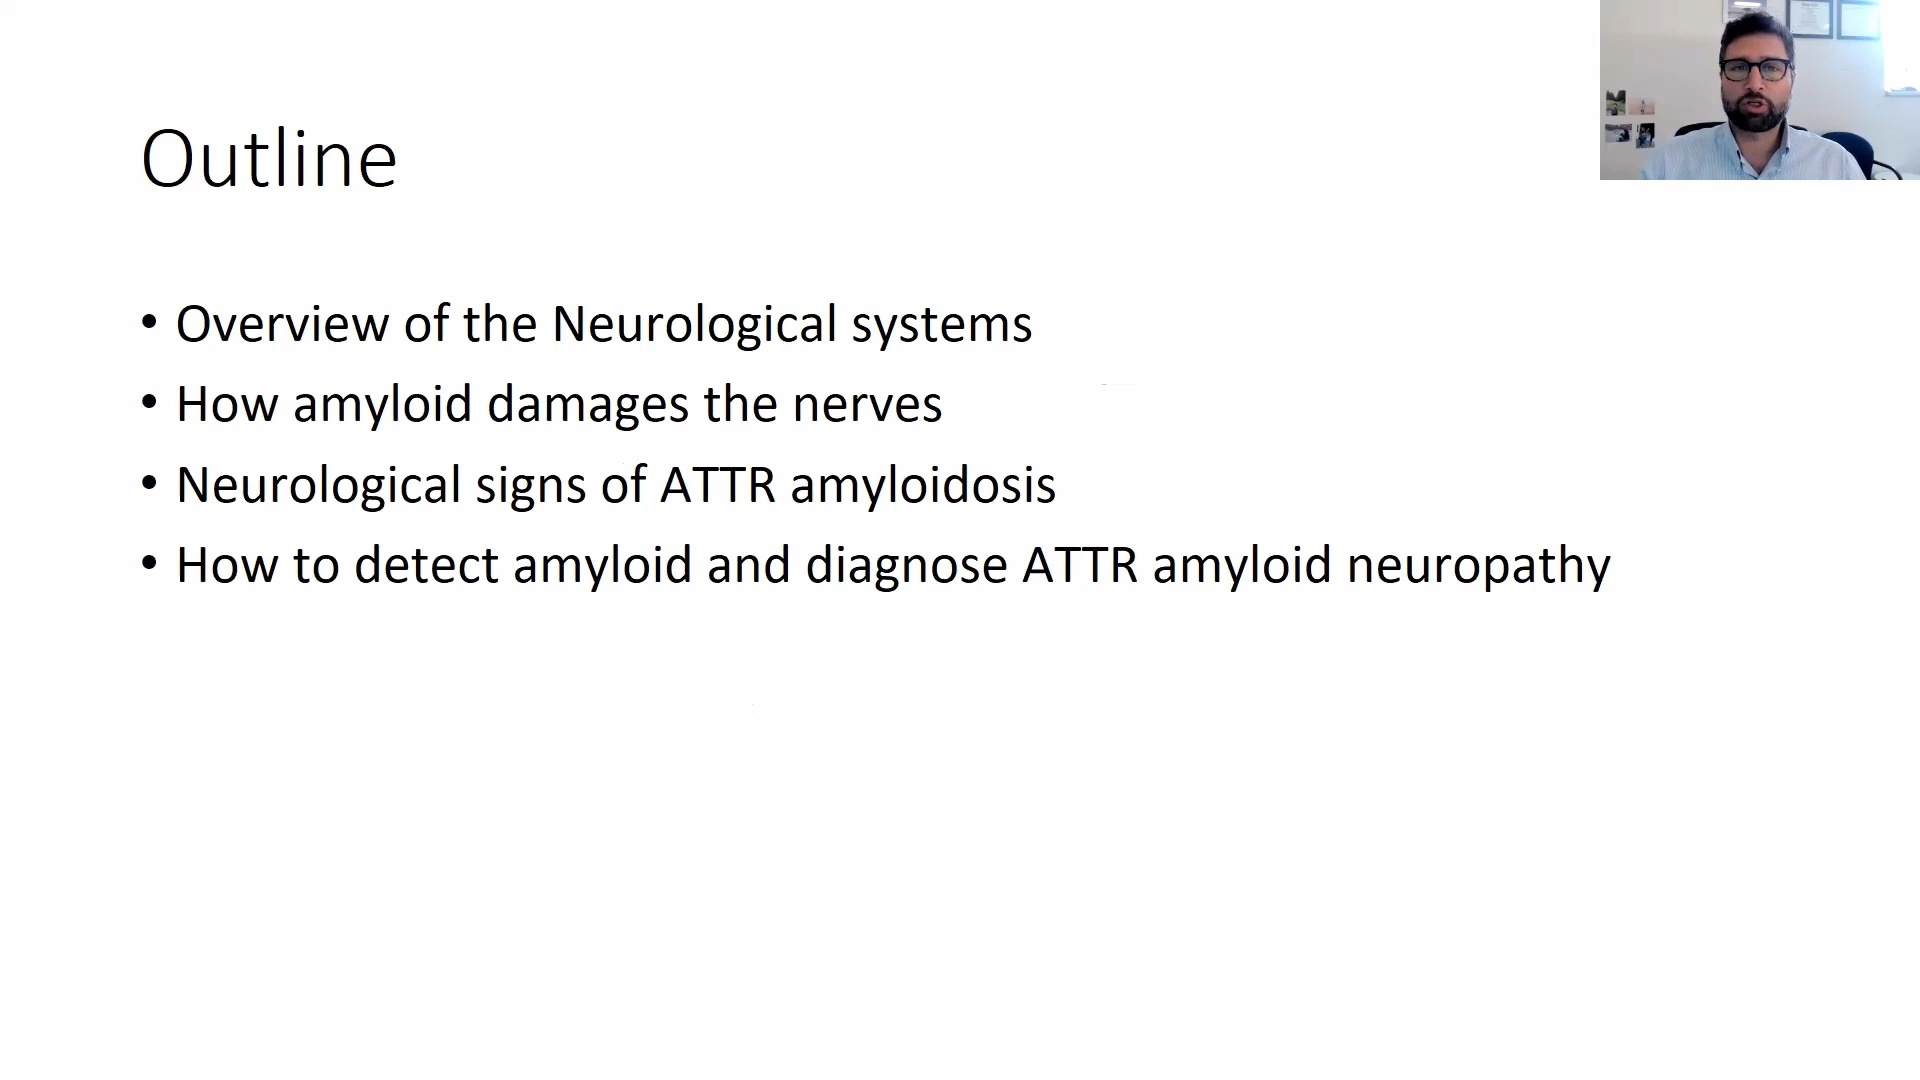 Outline
• Overview of the Neurological systems
• How amyloid damages the nerves
• Neurological signs of ATTR amyloidosis
• How to detect amyloid and diagnose ATTR amyloid neuropathy